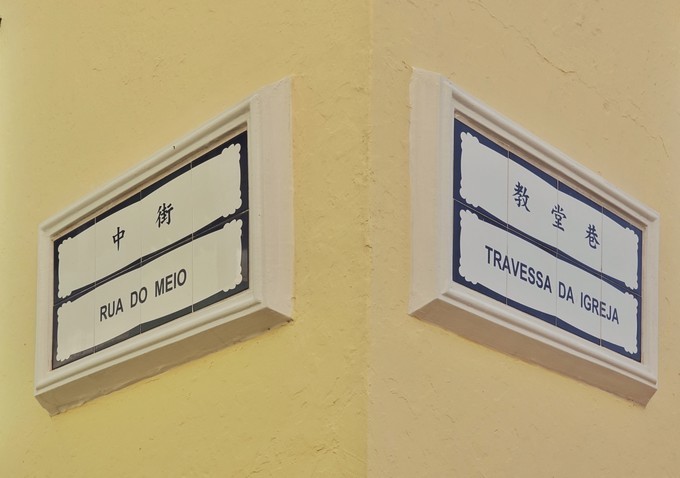 中街
RUA DO MEIO
教堂巷
TRAVESSA DA IGREJA